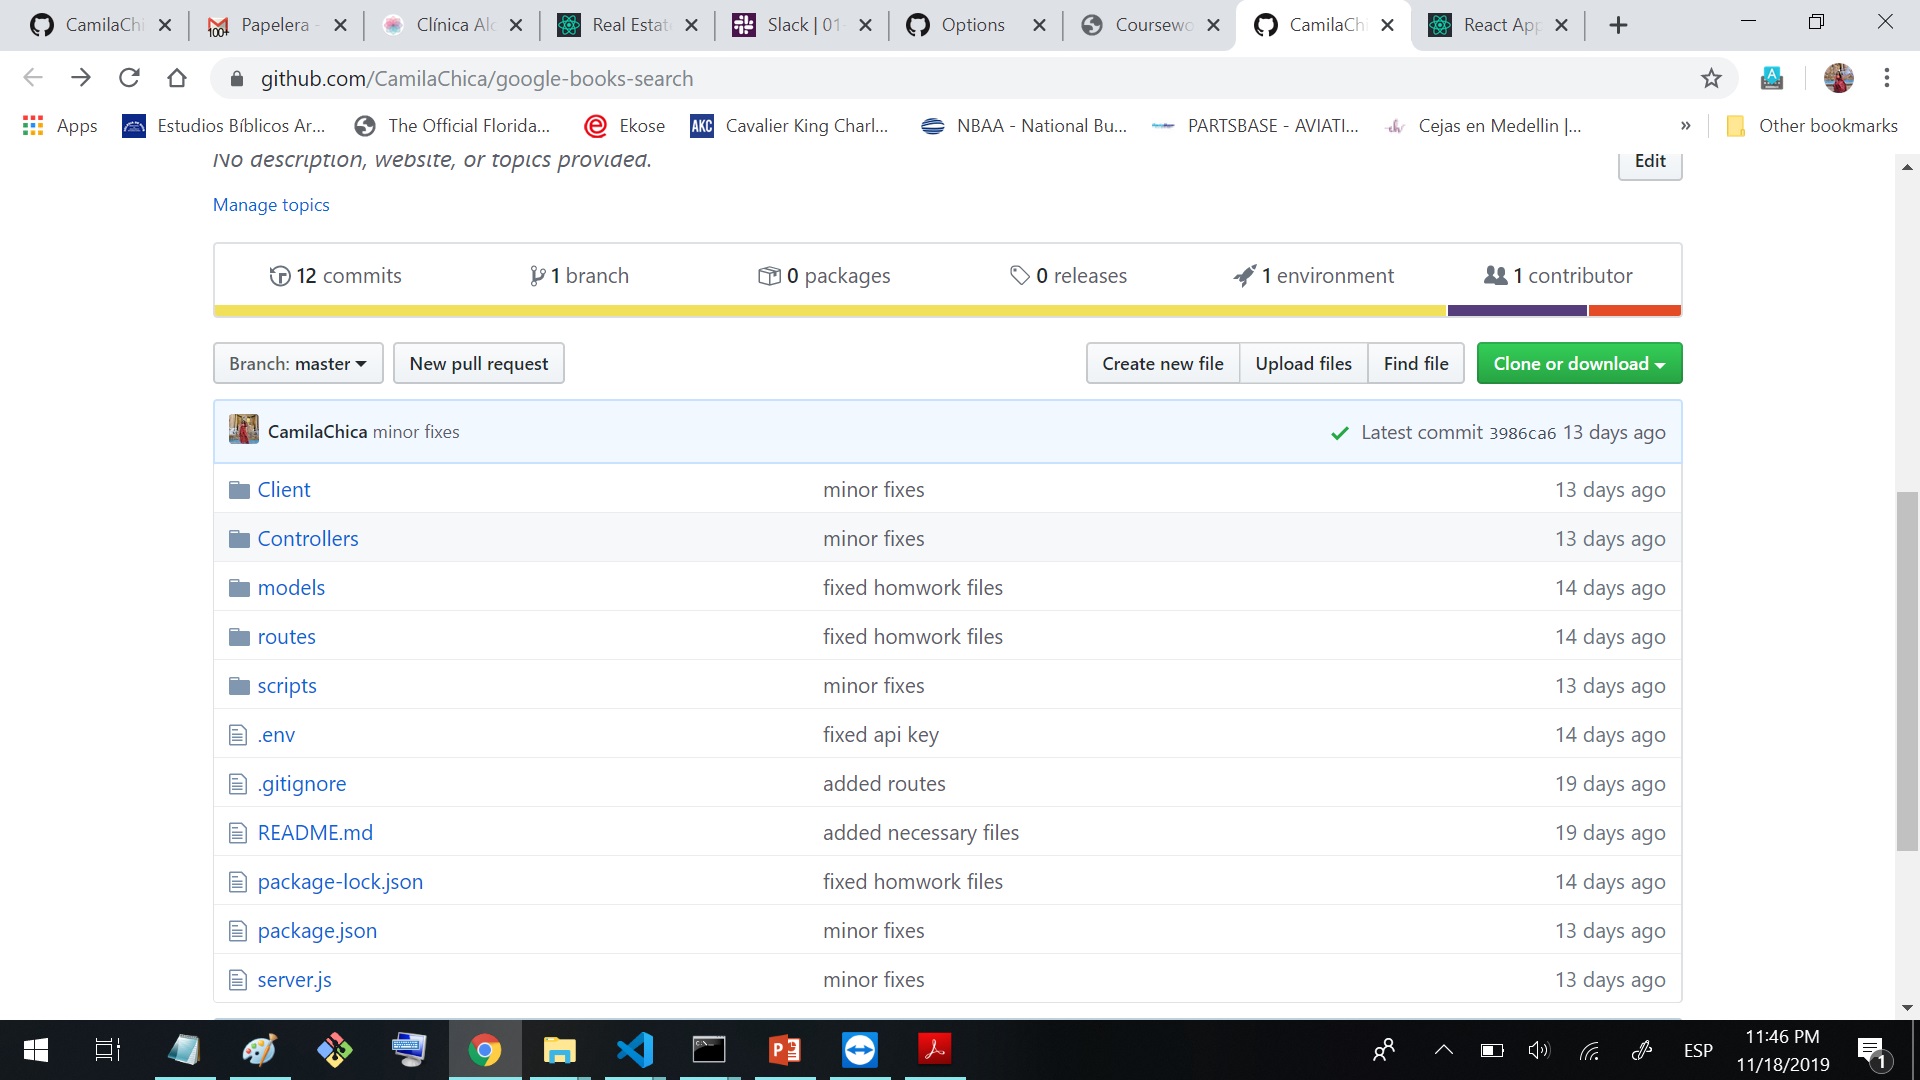 CamilaChi
Papelera -
Clínica Alo
Real Estate
Slack | 01-
Options
Coursewo
CamilaChi
React App
github.com/CamilaChica/google-books-search
Apps
Estudios Bíblicos Ar...
The Official Florida...
Ekose
AKC
Cavalier King Charl...
NBAA - National Bu...
PARTSBASE - AVIATI...
Cejas en Medellin |...
»
Other bookmarks
No description, website, or topics provided.
Edit
Manage topics
12 commits
1 branch
0 packages
0 releases
1 environment
1 contributor
Branch: master
New pull request
Create new file
Upload files
Find file
Clone or download
CamilaChica minor fixes
Latest commit 3986ca6 13 days ago
Client minor fixes 13 days ago
Controllers minor fixes 13 days ago
models fixed homwork files 14 days ago
routes fixed homwork files 14 days ago
scripts minor fixes 13 days ago
.env fixed api key 14 days ago
.gitignore added routes 19 days ago
README.md added necessary files 19 days ago
package-lock.json fixed homwork files 14 days ago
package.json minor fixes 13 days ago
server.js minor fixes 13 days ago
ESP
11:46 PM
11/18/2019
1